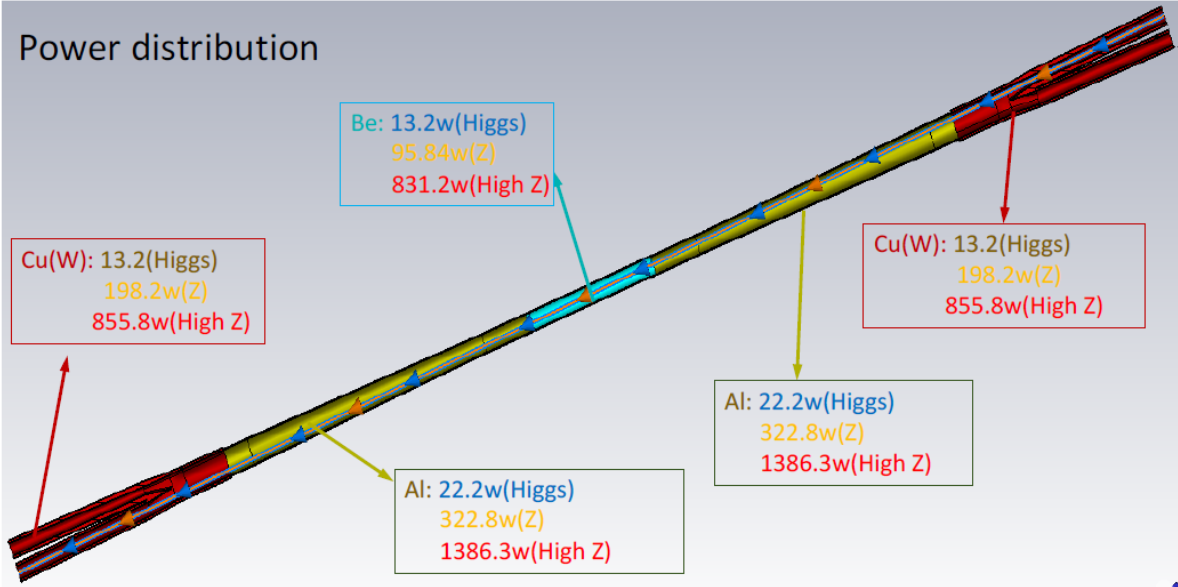 Power distribution
Be: 13.2w(Higgs)
95.84w(Z)
831.2w(High Z)
Cu(W): 13.2(Higgs)
198.2w(Z)
855.8w(High Z)
Cu(W): 13.2(Higgs)
198.2w(Z)
855.8w(High Z)
Al: 22.2w(Higgs)
322.8w(Z)
1386.3w(High Z)
Al: 22.2w(Higgs)
322.8w(Z)
1386.3w(High Z)